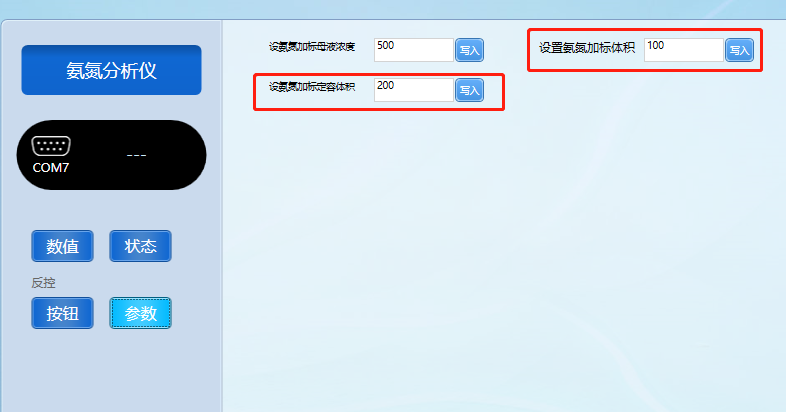 氨氮分析仪
COM7
---
数值
状态
反控
按钮
参数
设氨氮加标母液浓度 500 写入
设置氨氮加标体积 100 写入
设氨氮加标定容体积 200 写入